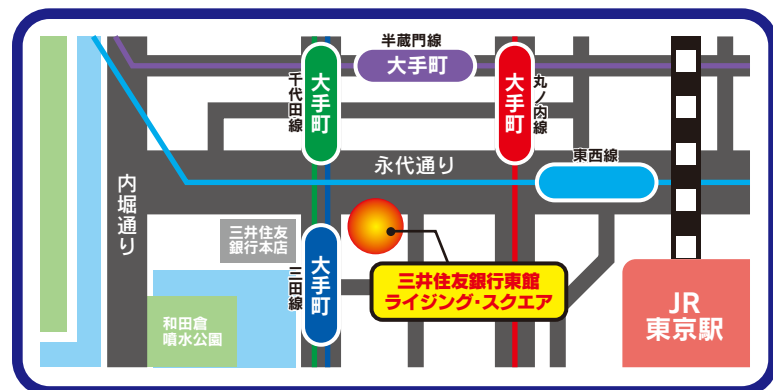 半蔵門線
大手町
千代田線
大手町
大手町
丸ノ内線
永代通り
東西線
内堀通り
三井住友
銀行本店
三田線
大手町
三井住友銀行東館
ライジング・スクエア
和田倉
噴水公園
JR
東京駅